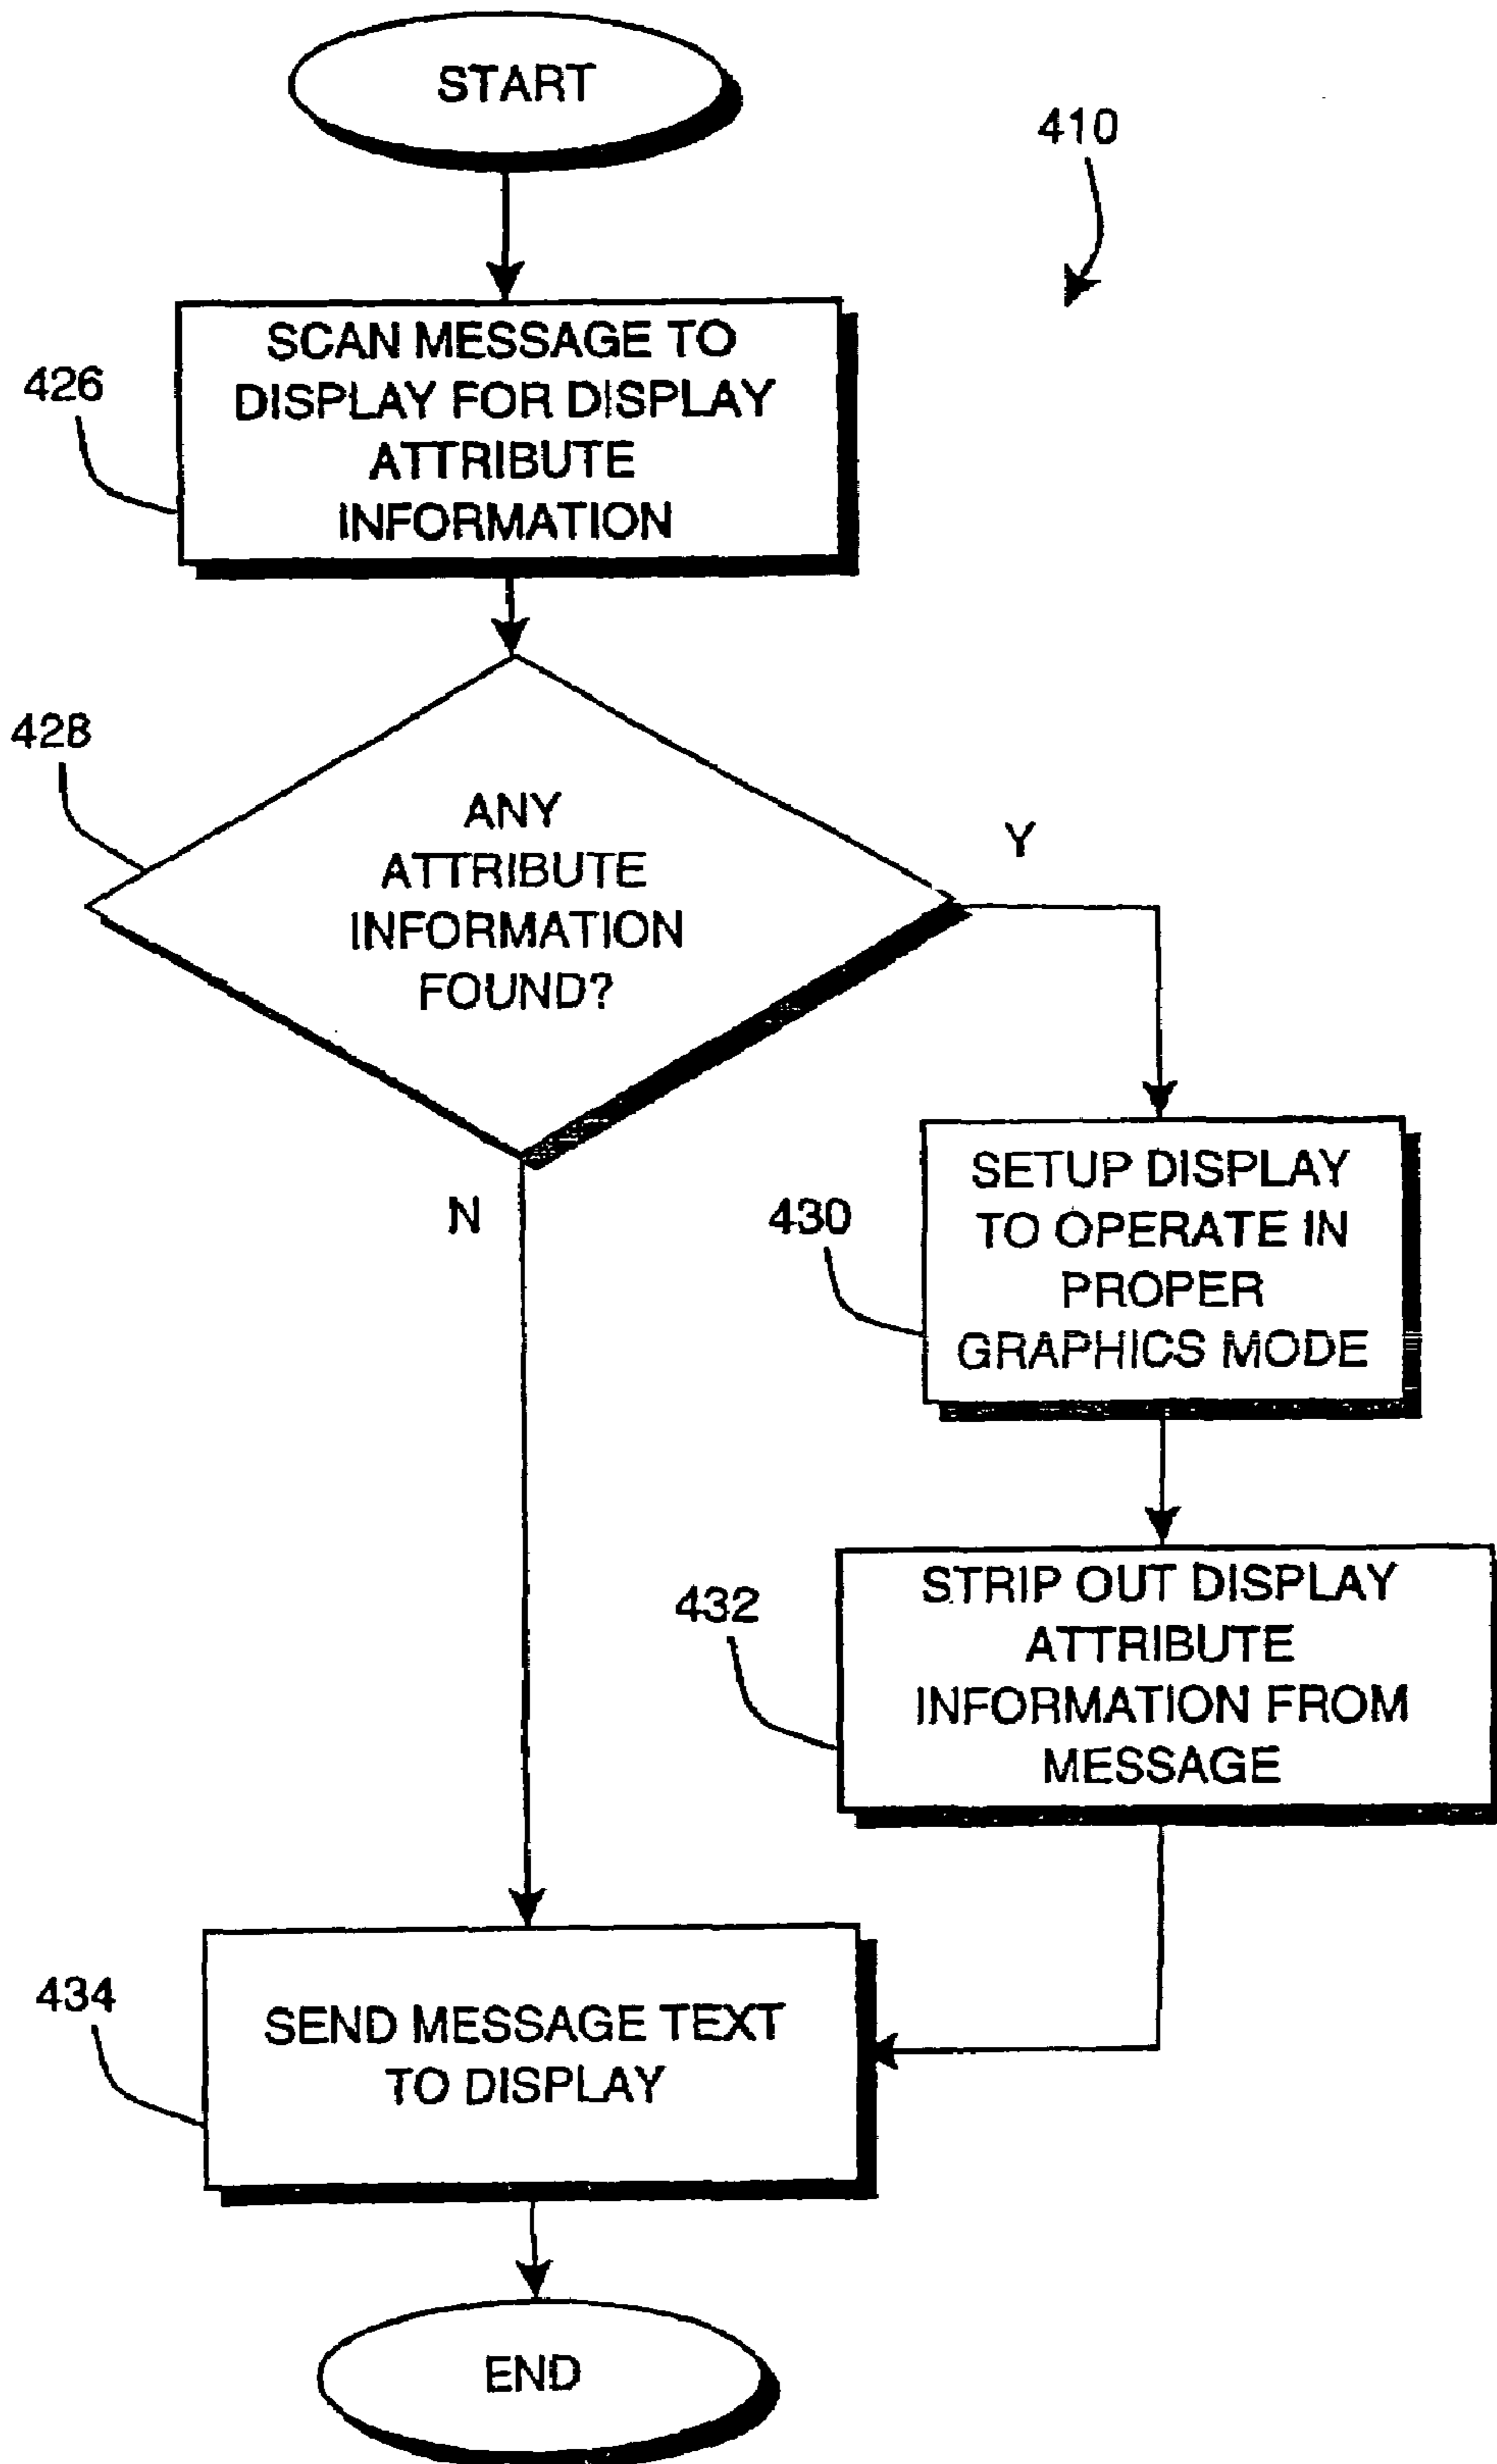 START
410
426
SCAN MESSAGE TO
DISPLAY FOR DISPLAY
ATTRIBUTE
INFORMATION
428
ANY
ATTRIBUTE
INFORMATION
FOUND?
Y
N
430
SETUP DISPLAY
TO OPERATE IN
PROPER
GRAPHICS MODE
432
STRIP OUT DISPLAY
ATTRIBUTE
INFORMATION FROM
MESSAGE
434
SEND MESSAGE TEXT
TO DISPLAY
END